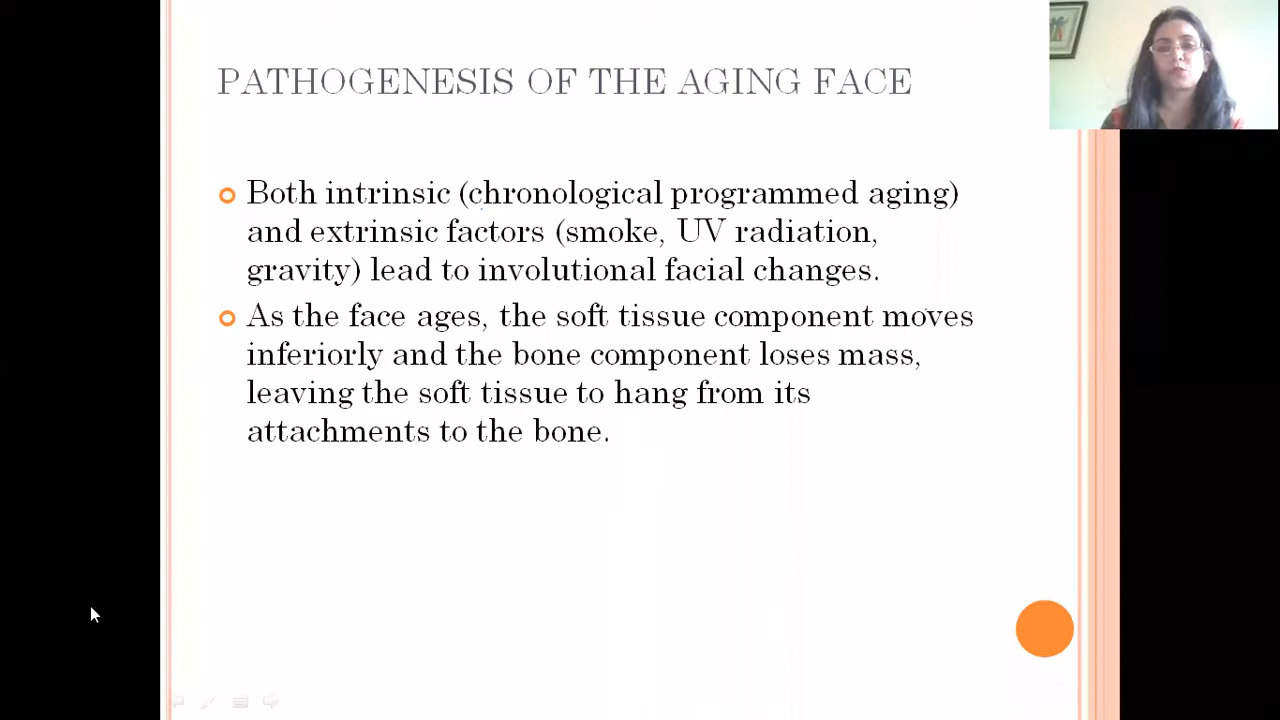 PATHOGENESIS OF THE AGING FACE
Both intrinsic (chronological programmed aging)
and extrinsic factors (smoke, UV radiation,
gravity) lead to involutional facial changes.
As the face ages, the soft tissue component moves
inferiorly and the bone component loses mass,
leaving the soft tissue to hang from its
attachments to the bone.